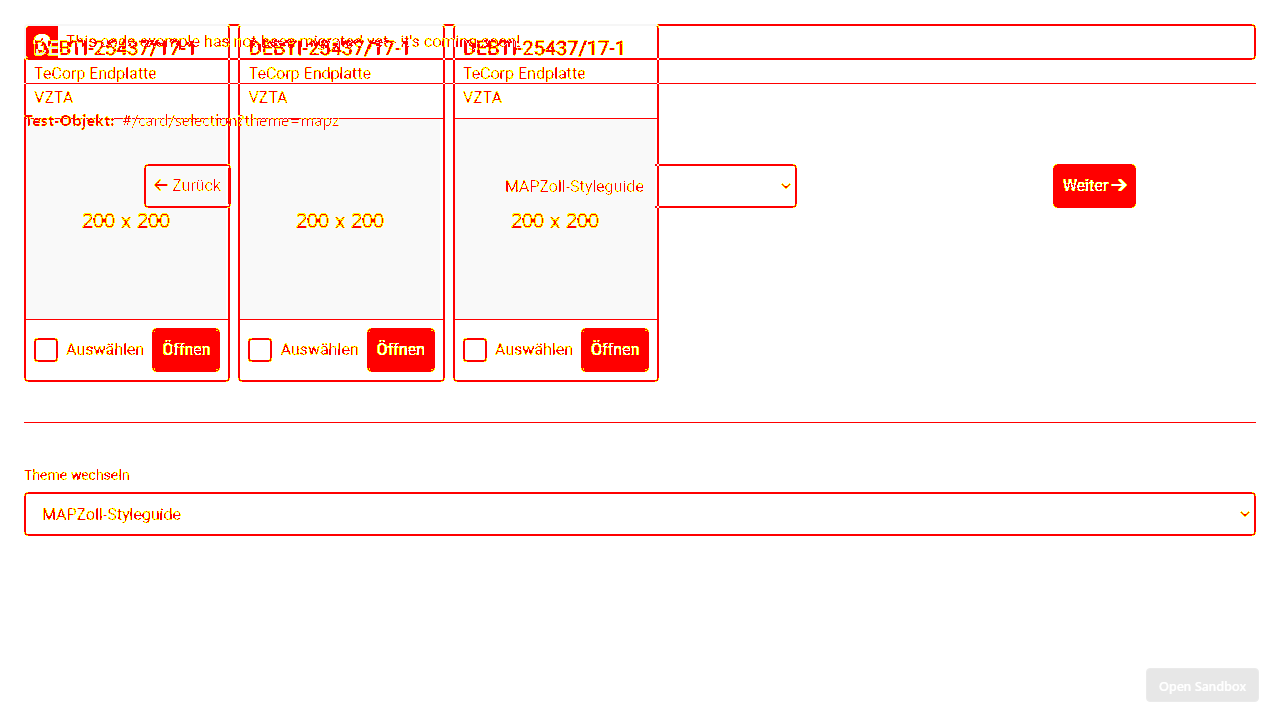 This code example has not been migrated yet - it's coming soon!
DEBTI-25437/17-1 DEBTI-25437/17-1 DEBTI-25437/17-1
TeCorp Endplatte TeCorp Endplatte TeCorp Endplatte
VZTA VZTA VZTA
Test-Objekt: #/card/selection?theme=mapz
← Zurück MAPZoll-Styleguide Weiter →
200 x 200 200 x 200 200 x 200
Auswählen Öffnen Auswählen Öffnen Auswählen Öffnen
Theme wechseln
MAPZoll-Styleguide
Open Sandbox